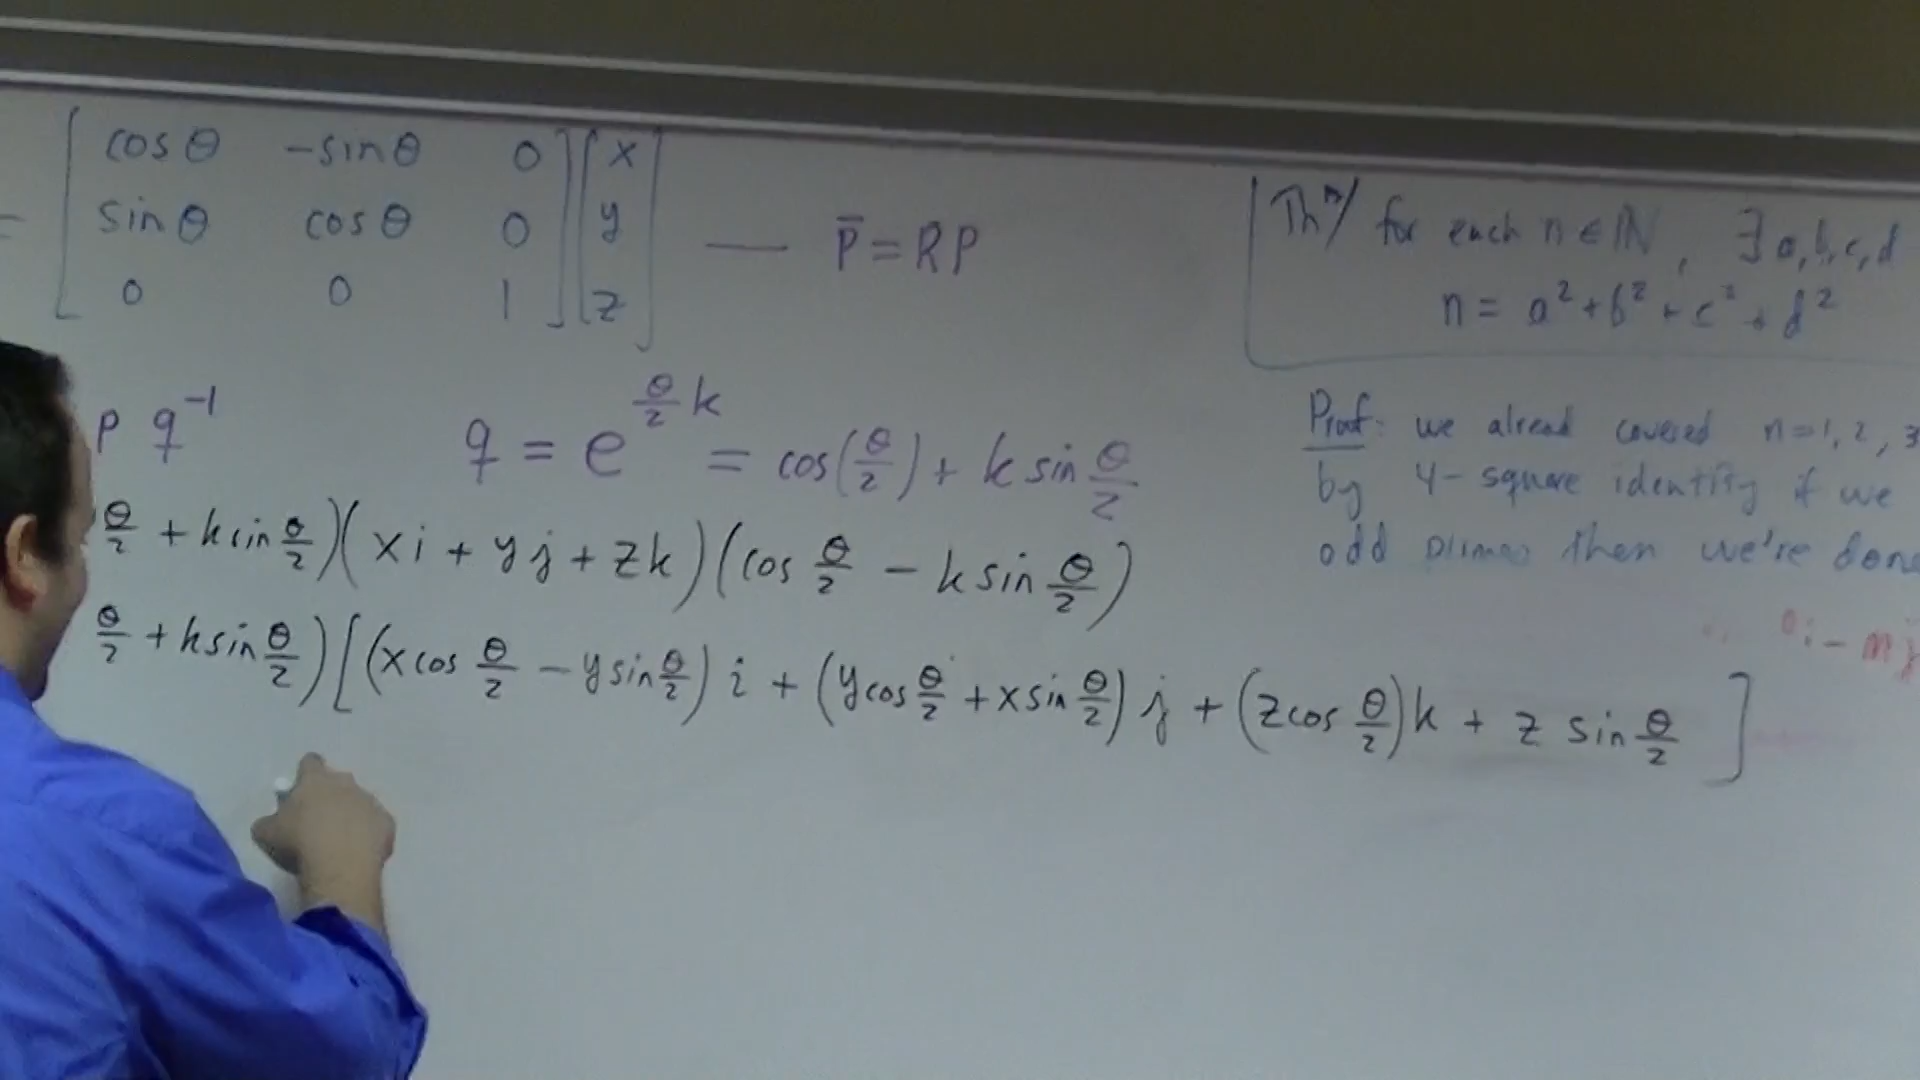 = [ cos θ  -sin θ  0 ] [ x ]
[ sin θ  cos θ  0 ] [ y ] — P̄ = RP
[ 0  0  1 ] [ z ]
p q⁻¹  q = e^(θ/2 k) = cos(θ/2) + k sin θ/2
θ/2 + k sin θ/2)(xi + yj + zk)(cos θ/2 − k sin θ/2)
θ/2 + k sin θ/2)[(x cos θ/2 − y sin θ/2) i + (y cos θ/2 + x sin θ/2) j + (z cos θ/2) k + z sin θ/2 ]
Thᵐ/ for each n ∈ ℕ, ∃ a, b, c, d
n = a² + b² + c² + d²
Proof: we alread covered n = 1, 2, 3
by 4-square identity if we
odd primes then we're done